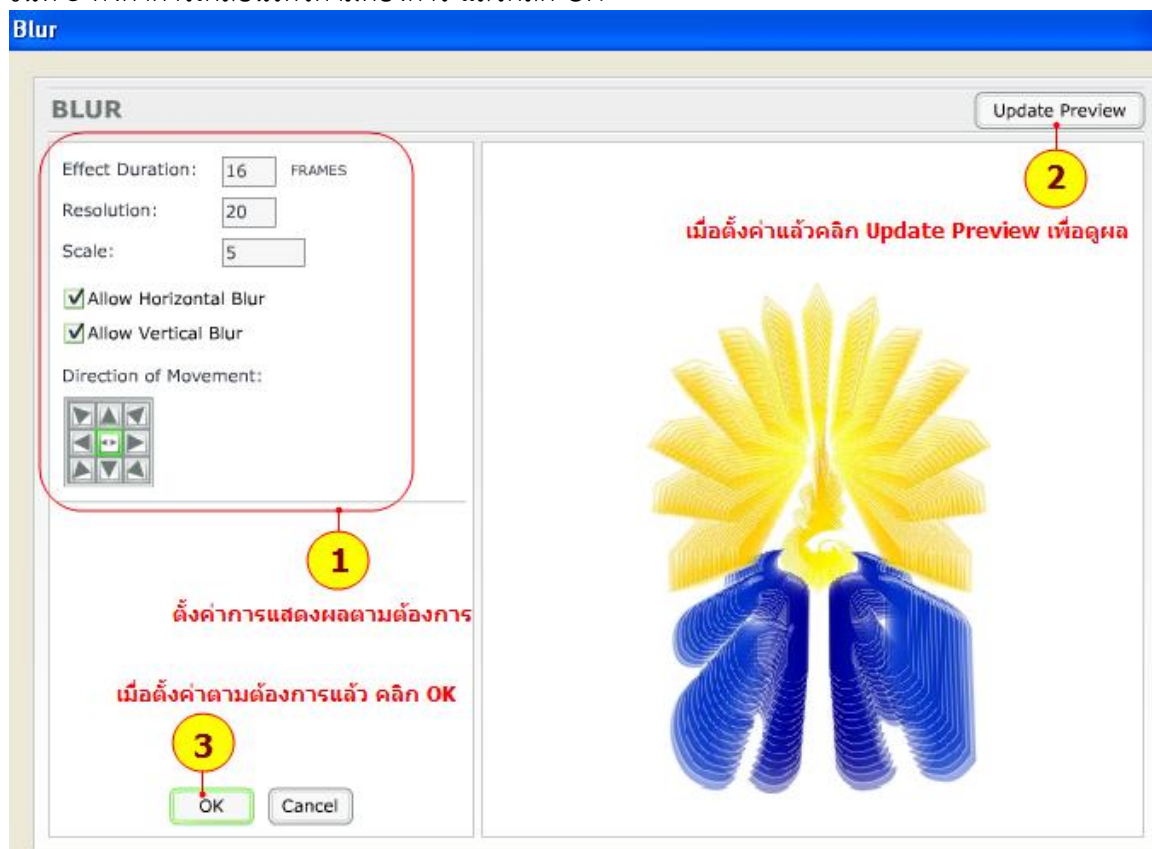 Blur
BLUR
Update Preview
Effect Duration: 16 FRAMES
Resolution: 20
Scale: 5
Allow Horizontal Blur
Allow Vertical Blur
Direction of Movement:
2
เมื่อตั้งค่าแล้วคลิก Update Preview เพื่อดูผล
1
ตั้งค่าการแสดงผลตามต้องการ
เมื่อตั้งค่าตามต้องการแล้ว คลิก OK
3
OK
Cancel